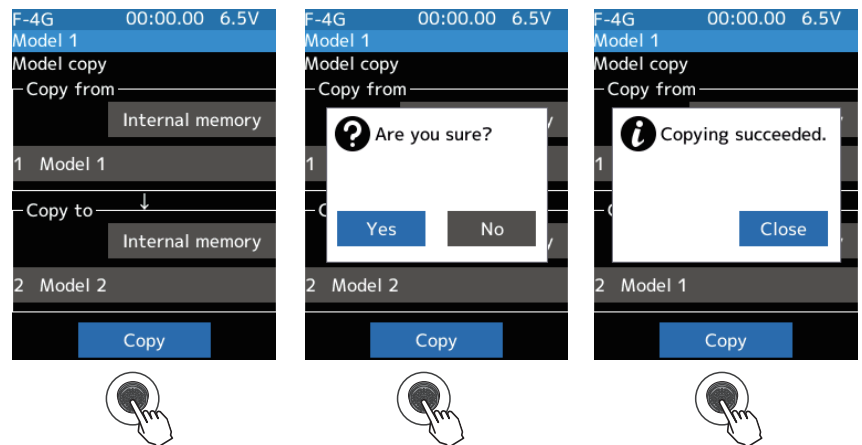 F-4G 00:00.00 6.5V
Model 1
Model copy
Copy from
Internal memory
1 Model 1
Copy to ↓
Internal memory
2 Model 2
Copy
F-4G 00:00.00 6.5V
Model 1
Model copy
Copy from
Are you sure?
1
Yes No
2 Model 2
Copy
F-4G 00:00.00 6.5V
Model 1
Model copy
Copy from
Copying succeeded.
1
Close
2 Model 1
Copy